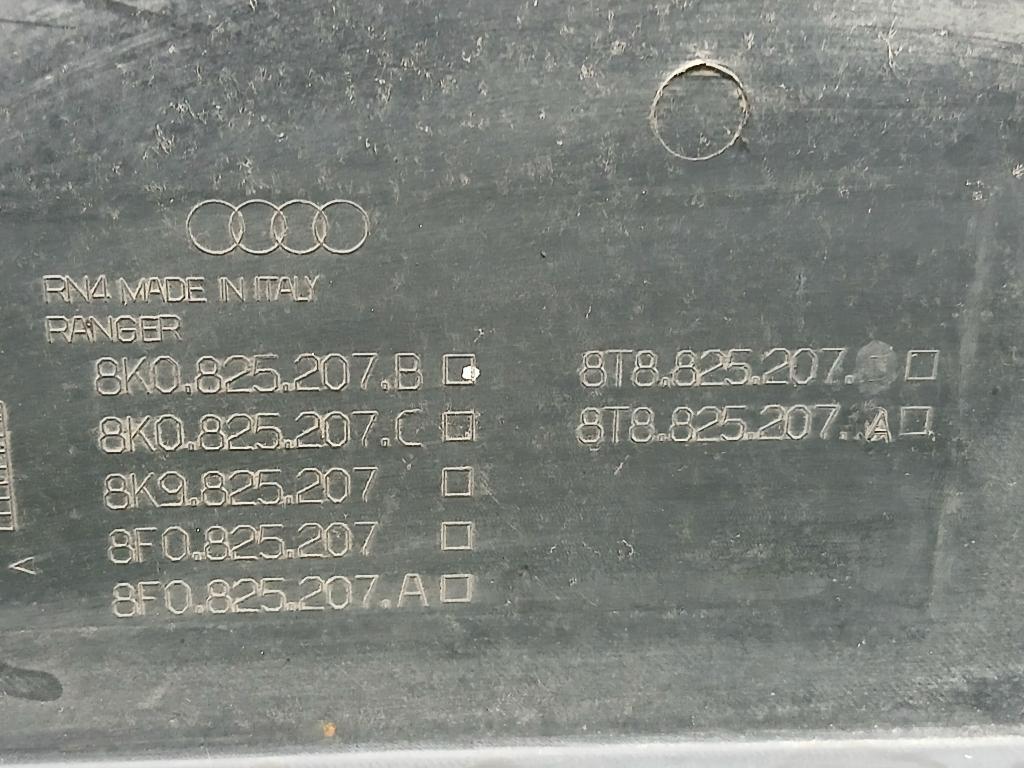 RN4 MADE IN ITALY
RANGER
8K0.825.207.B
8K0.825.207.C
8K9.825.207
8F0.825.207
8F0.825.207.A
8T8.825.207.
8T8.825.207. A